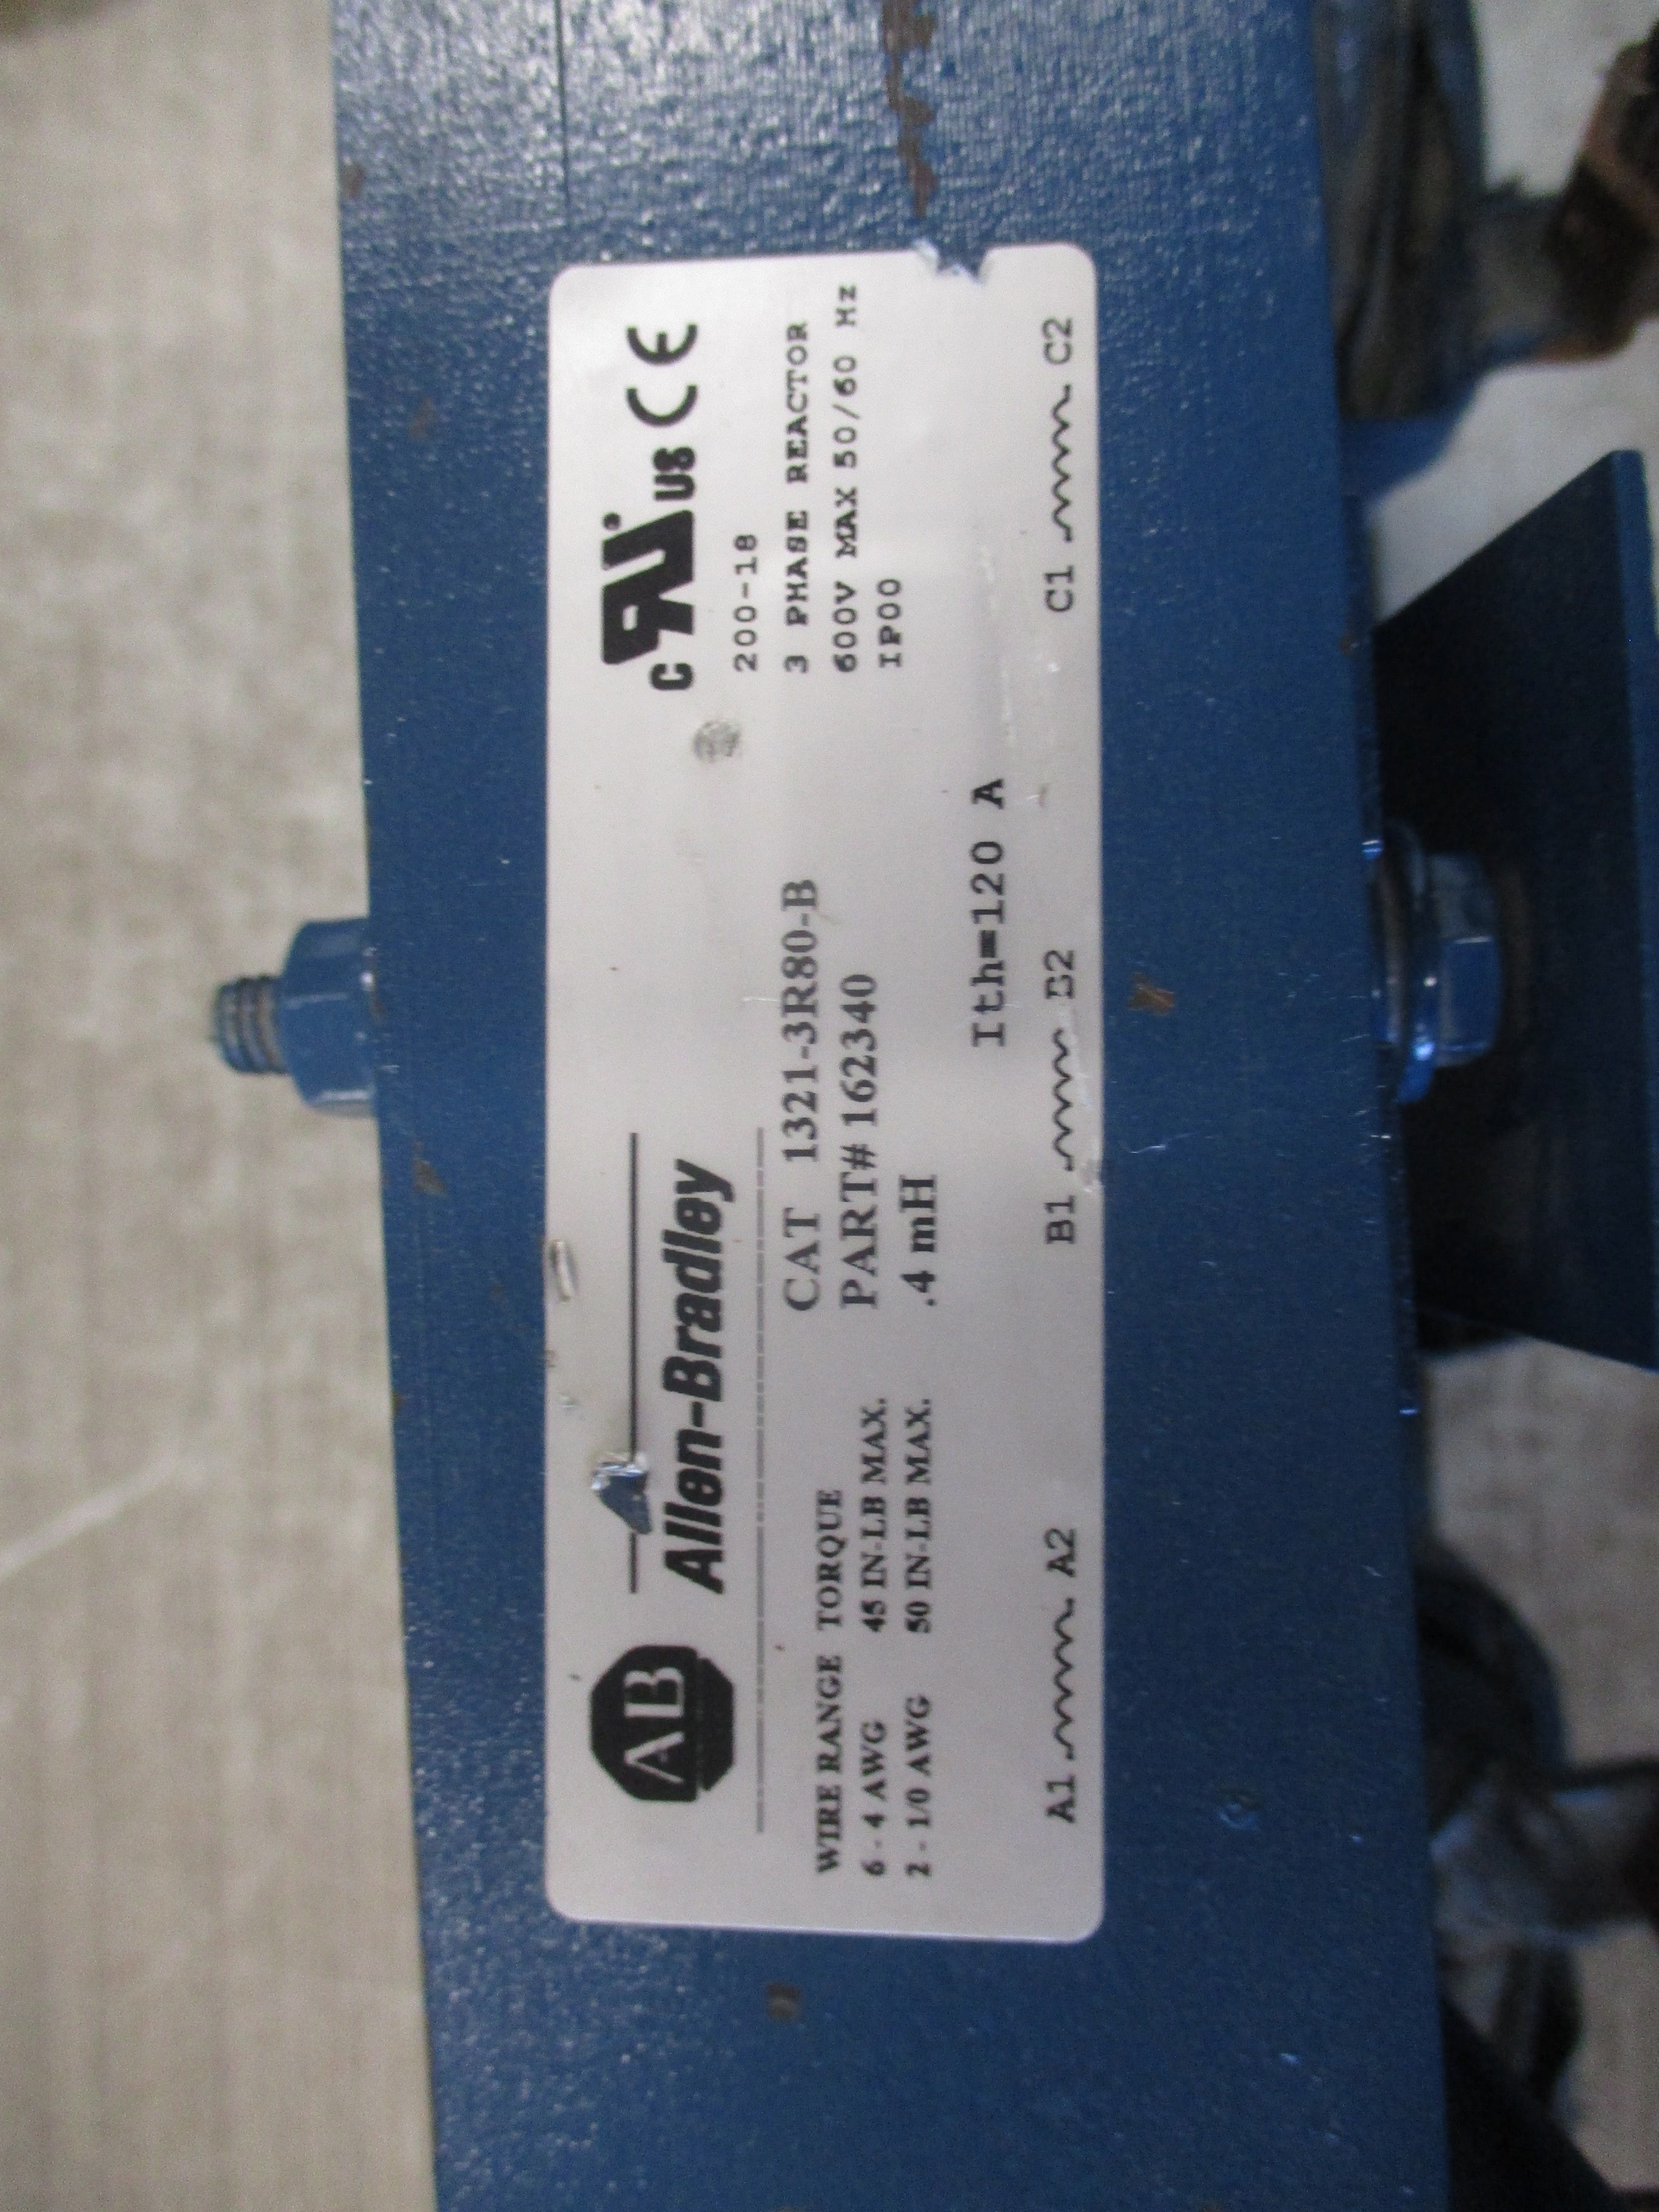 AB
Allen-Bradley
c RU® US CE
200-18
3 PHASE REACTOR
600V MAX 50/60 Hz
IP00
CAT 1321-3R80-B
PART# 162340
.4 mH
WIRE RANGE TORQUE
6 - 4 AWG 45 IN-LB MAX.
2 - 1/0 AWG 50 IN-LB MAX.
Ith=120 A
A1 A2 B1 B2 C1 C2